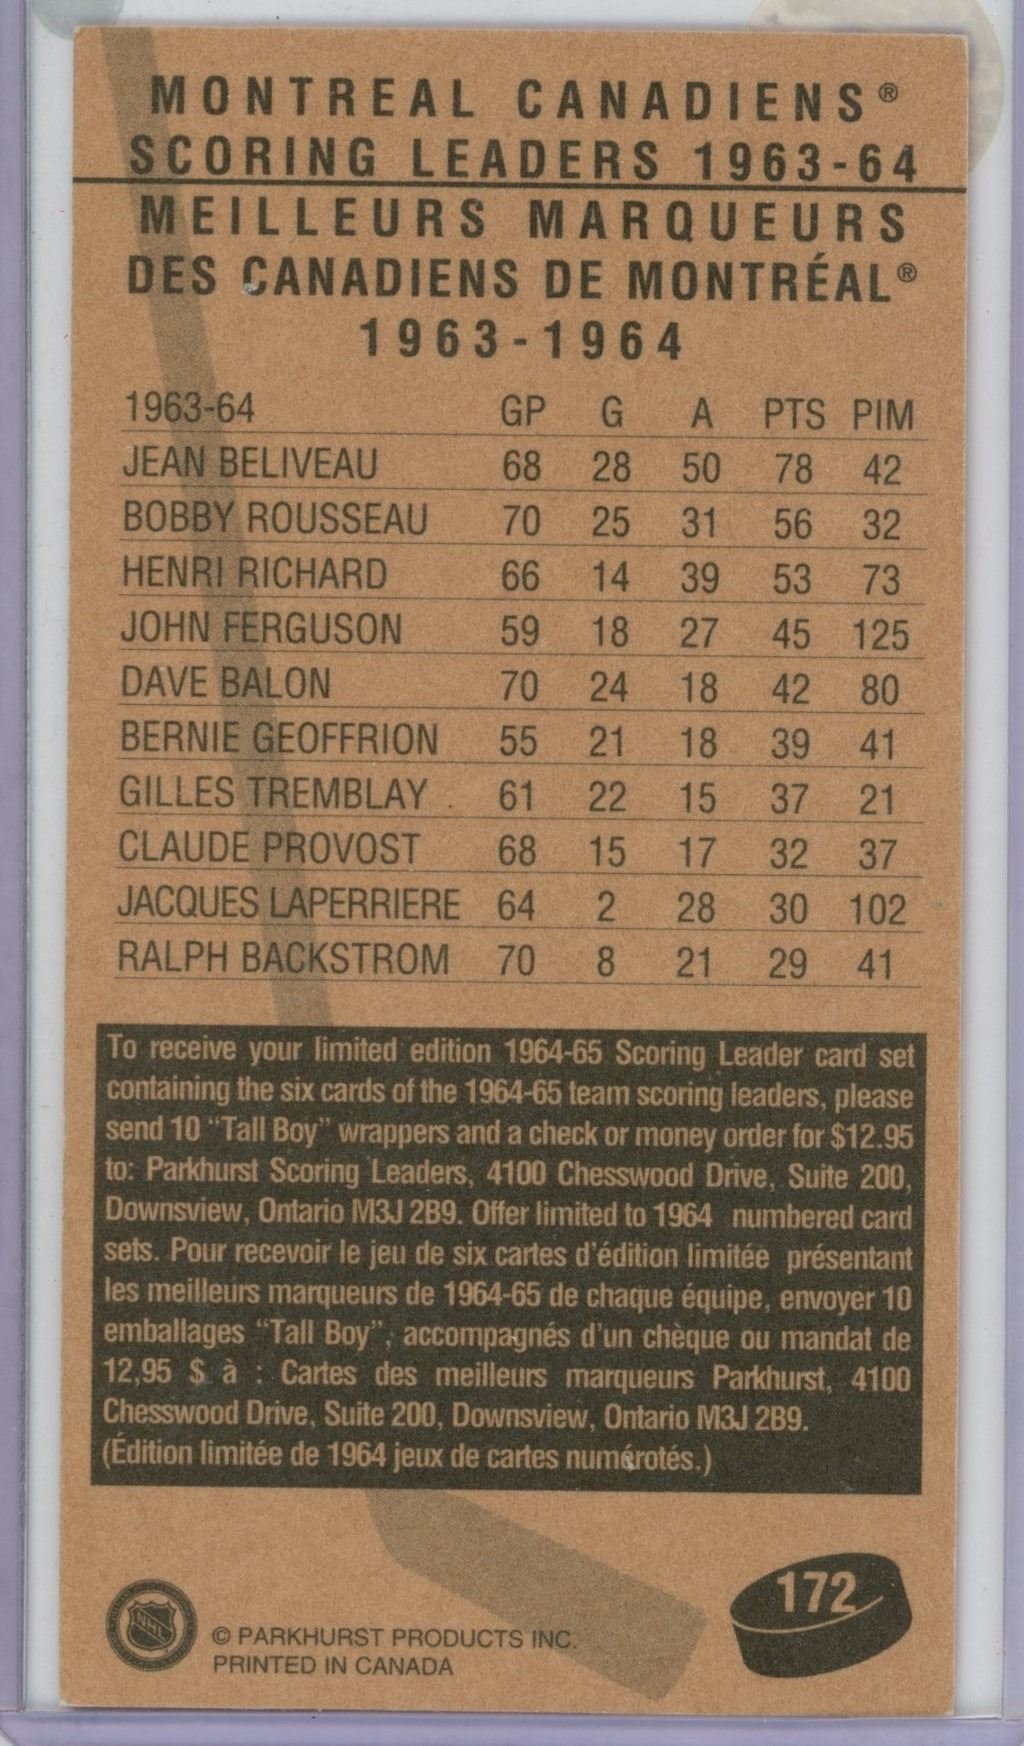 MONTREAL CANADIENS®
SCORING LEADERS 1963-64
MEILLEURS MARQUEURS
DES CANADIENS DE MONTRÉAL®
1963-1964
1963-64 GP G A PTS PIM
JEAN BELIVEAU 68 28 50 78 42
BOBBY ROUSSEAU 70 25 31 56 32
HENRI RICHARD 66 14 39 53 73
JOHN FERGUSON 59 18 27 45 125
DAVE BALON 70 24 18 42 80
BERNIE GEOFFRION 55 21 18 39 41
GILLES TREMBLAY 61 22 15 37 21
CLAUDE PROVOST 68 15 17 32 37
JACQUES LAPERRIERE 64 2 28 30 102
RALPH BACKSTROM 70 8 21 29 41
To receive your limited edition 1964-65 Scoring Leader card set
containing the six cards of the 1964-65 team scoring leaders, please
send 10 “Tall Boy” wrappers and a check or money order for $12.95
to: Parkhurst Scoring Leaders, 4100 Chesswood Drive, Suite 200,
Downsview, Ontario M3J 2B9. Offer limited to 1964 numbered card
sets. Pour recevoir le jeu de six cartes d'édition limitée présentant
les meilleurs marqueurs de 1964-65 de chaque équipe, envoyer 10
emballages “Tall Boy”, accompagnés d'un chèque ou mandat de
12,95 $ à : Cartes des meilleurs marqueurs Parkhurst, 4100
Chesswood Drive, Suite 200, Downsview, Ontario M3J 2B9.
(Édition limitée de 1964 jeux de cartes numérotés.)
172
NHL
© PARKHURST PRODUCTS INC.
PRINTED IN CANADA